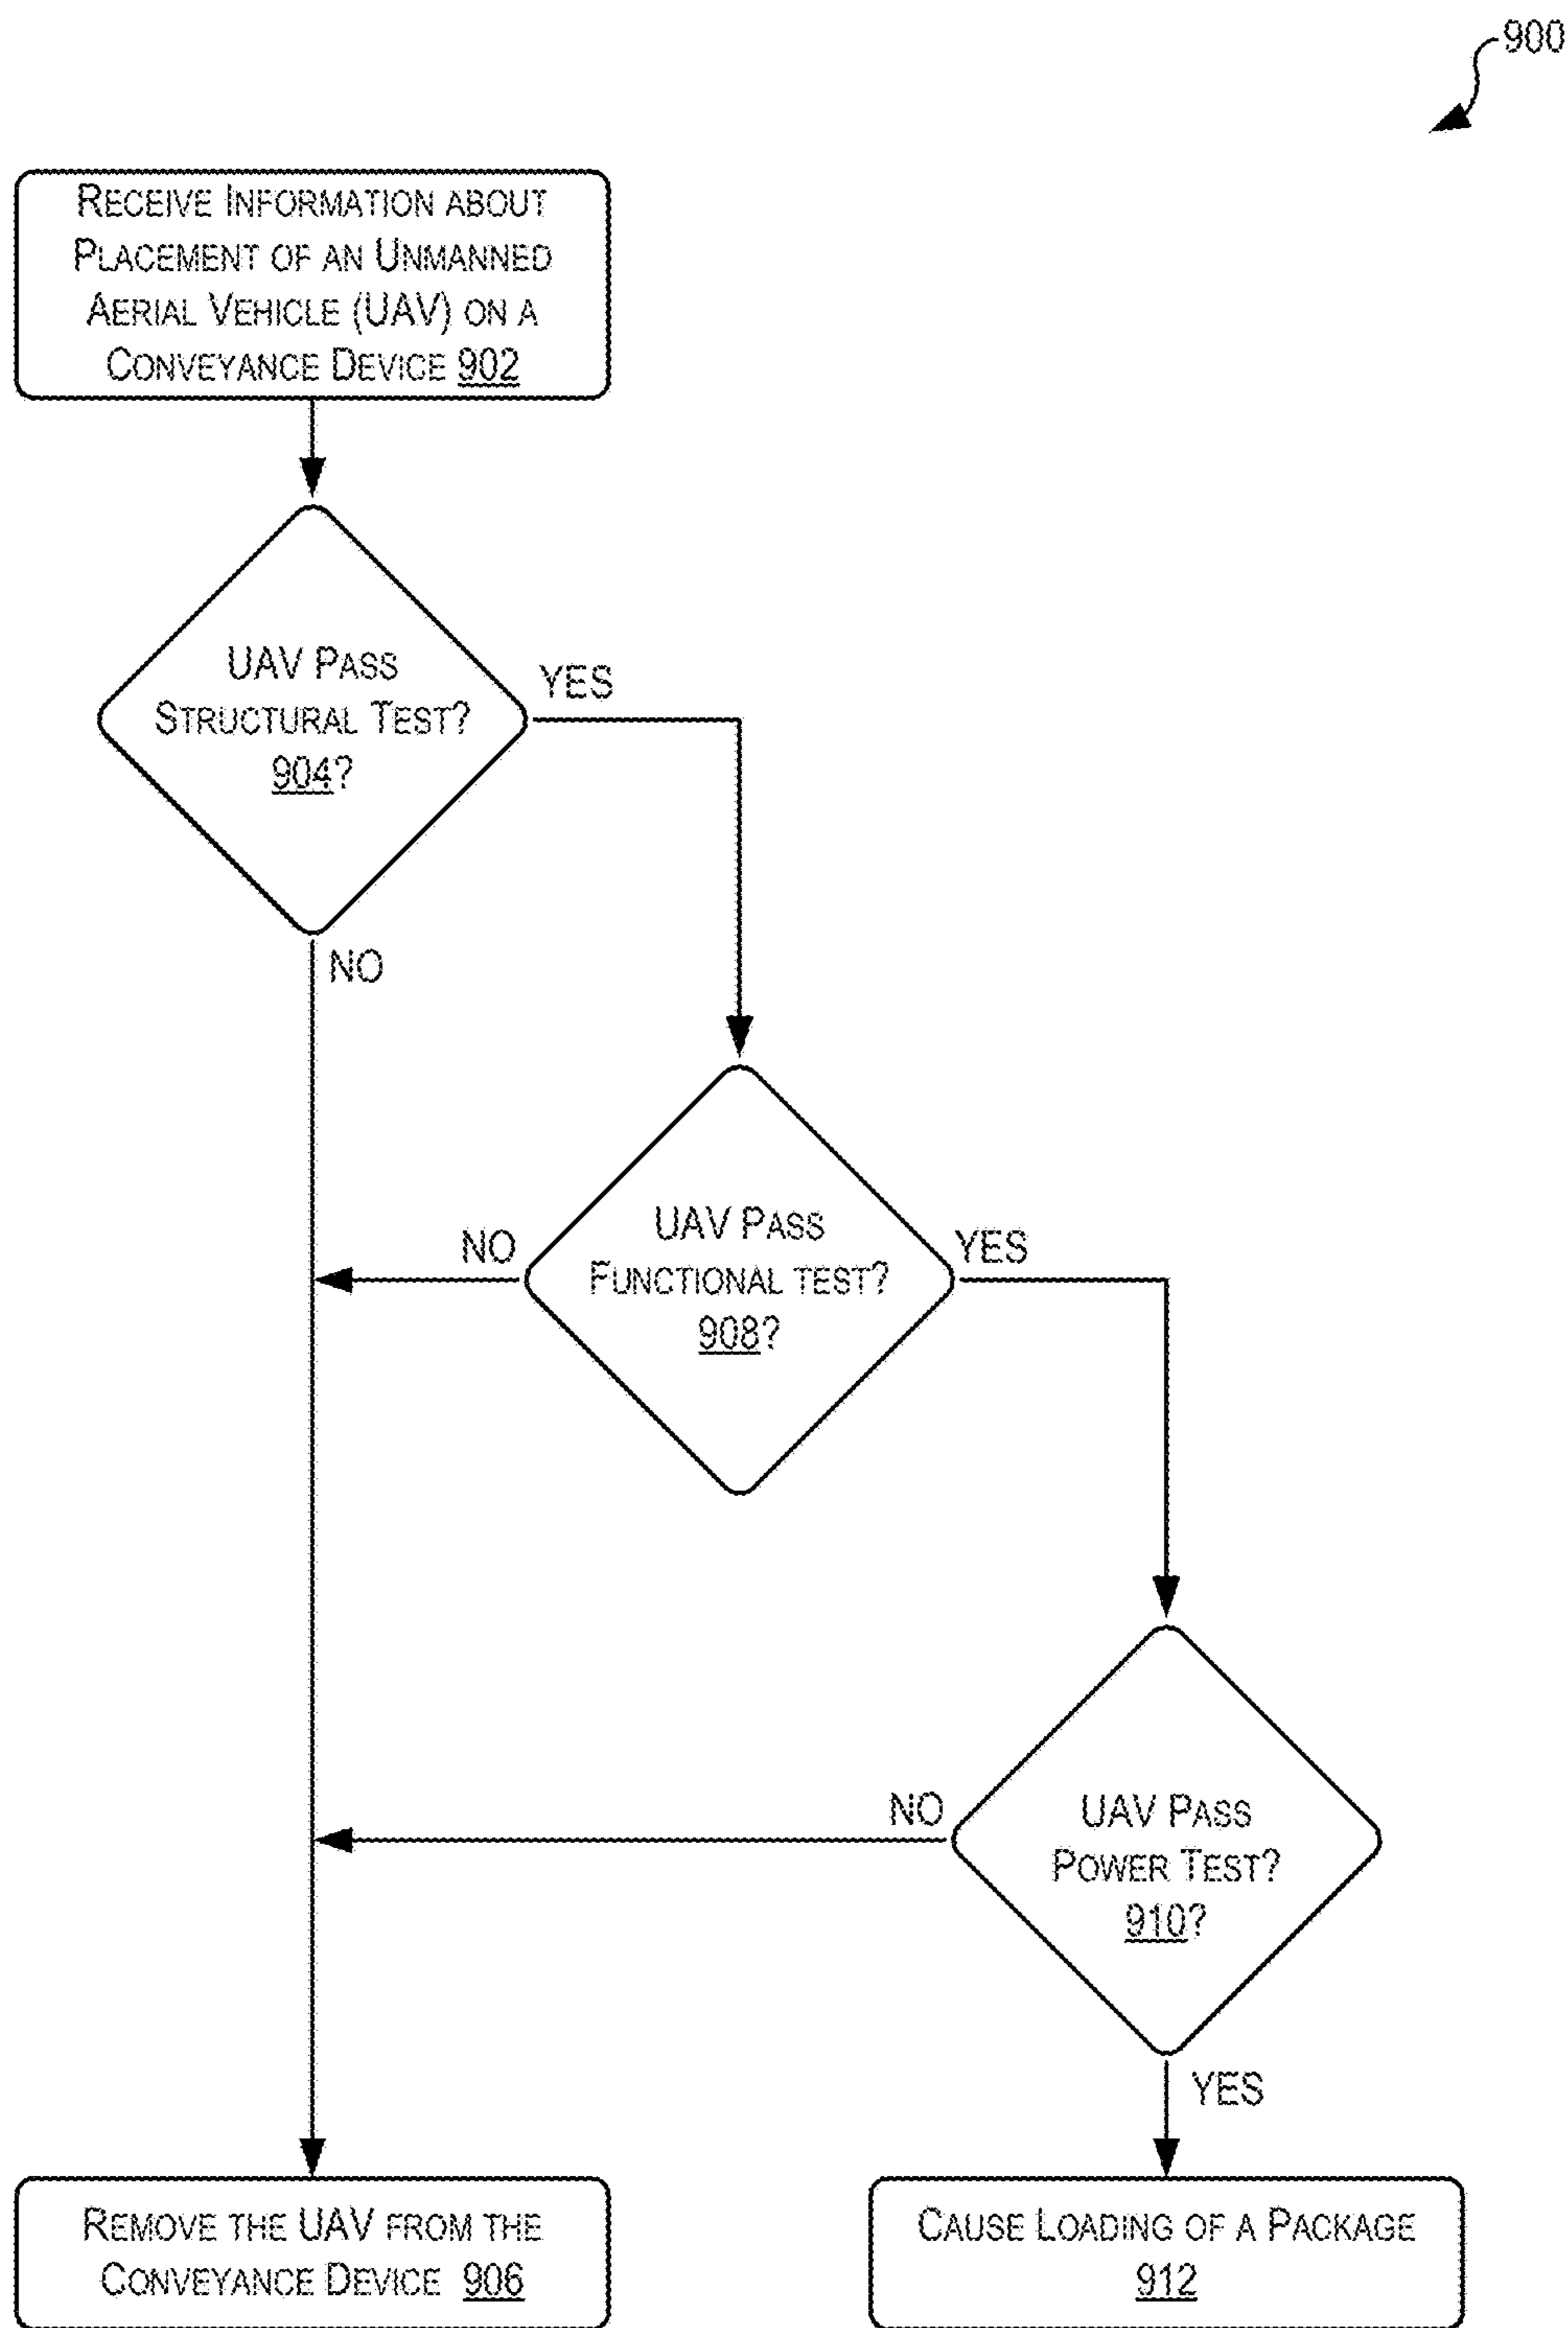 900
RECEIVE INFORMATION ABOUT
PLACEMENT OF AN UNMANNED
AERIAL VEHICLE (UAV) ON A
CONVEYANCE DEVICE 902
UAV PASS
STRUCTURAL TEST?
904?
YES
NO
UAV PASS
FUNCTIONAL TEST?
908?
NO
YES
UAV PASS
POWER TEST?
910?
NO
YES
REMOVE THE UAV FROM THE
CONVEYANCE DEVICE 906
CAUSE LOADING OF A PACKAGE
912